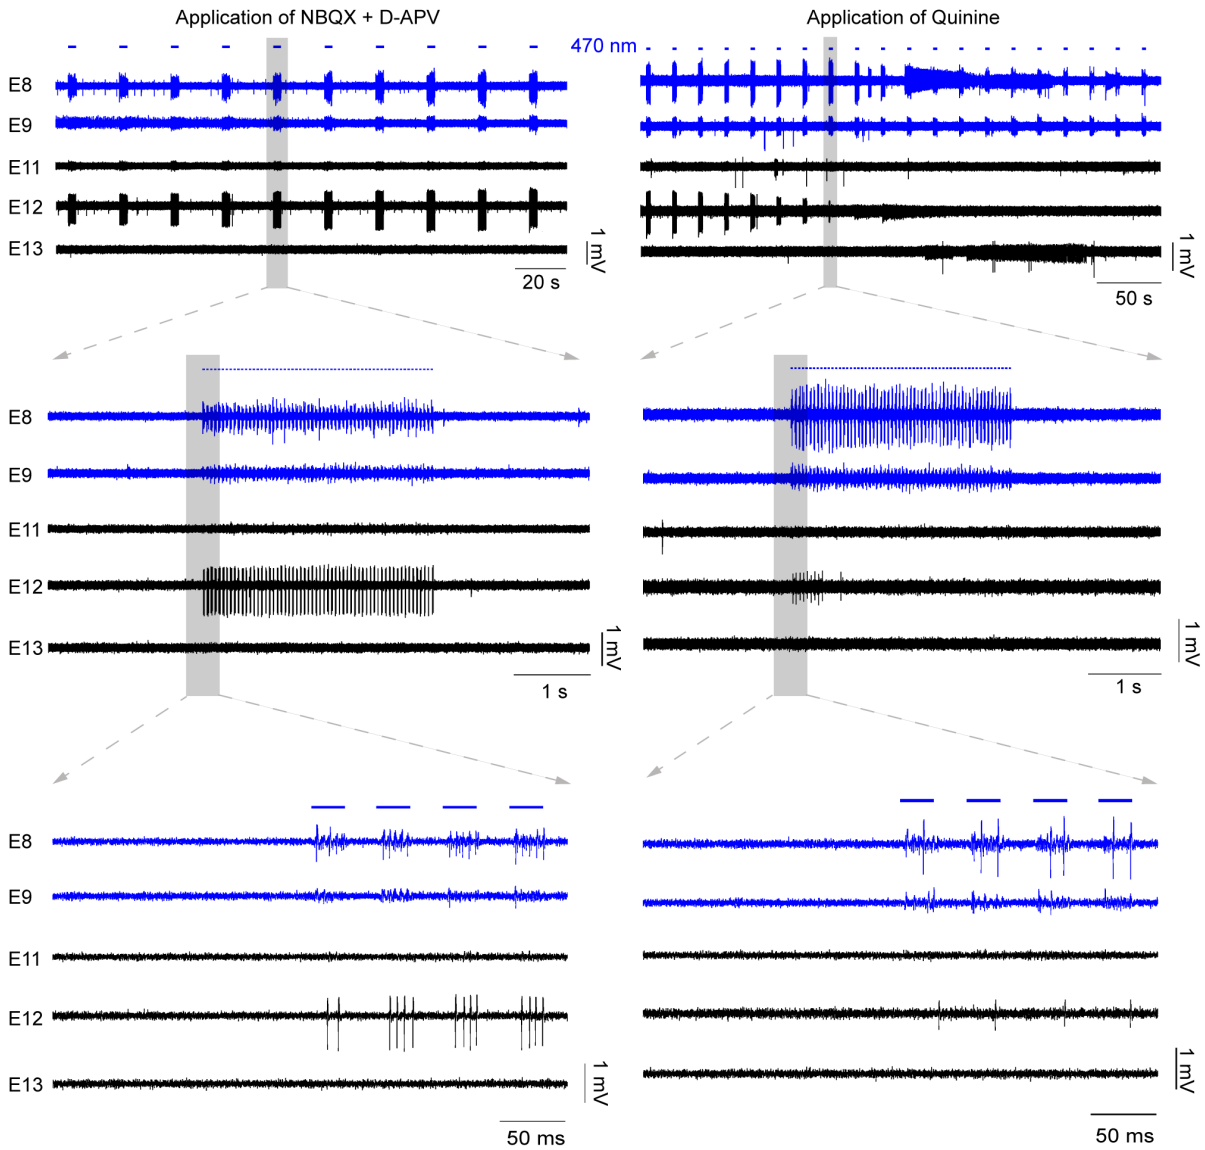 Application of NBQX + D-APV
Application of Quinine
470 nm
E8
E9
E11
E12
E13
1 mV
20 s
1 mV
50 s
E8
E9
E11
E12
E13
1 mV
1 s
1 mV
1 s
E8
E9
E11
E12
E13
1 mV
50 ms
1 mV
50 ms